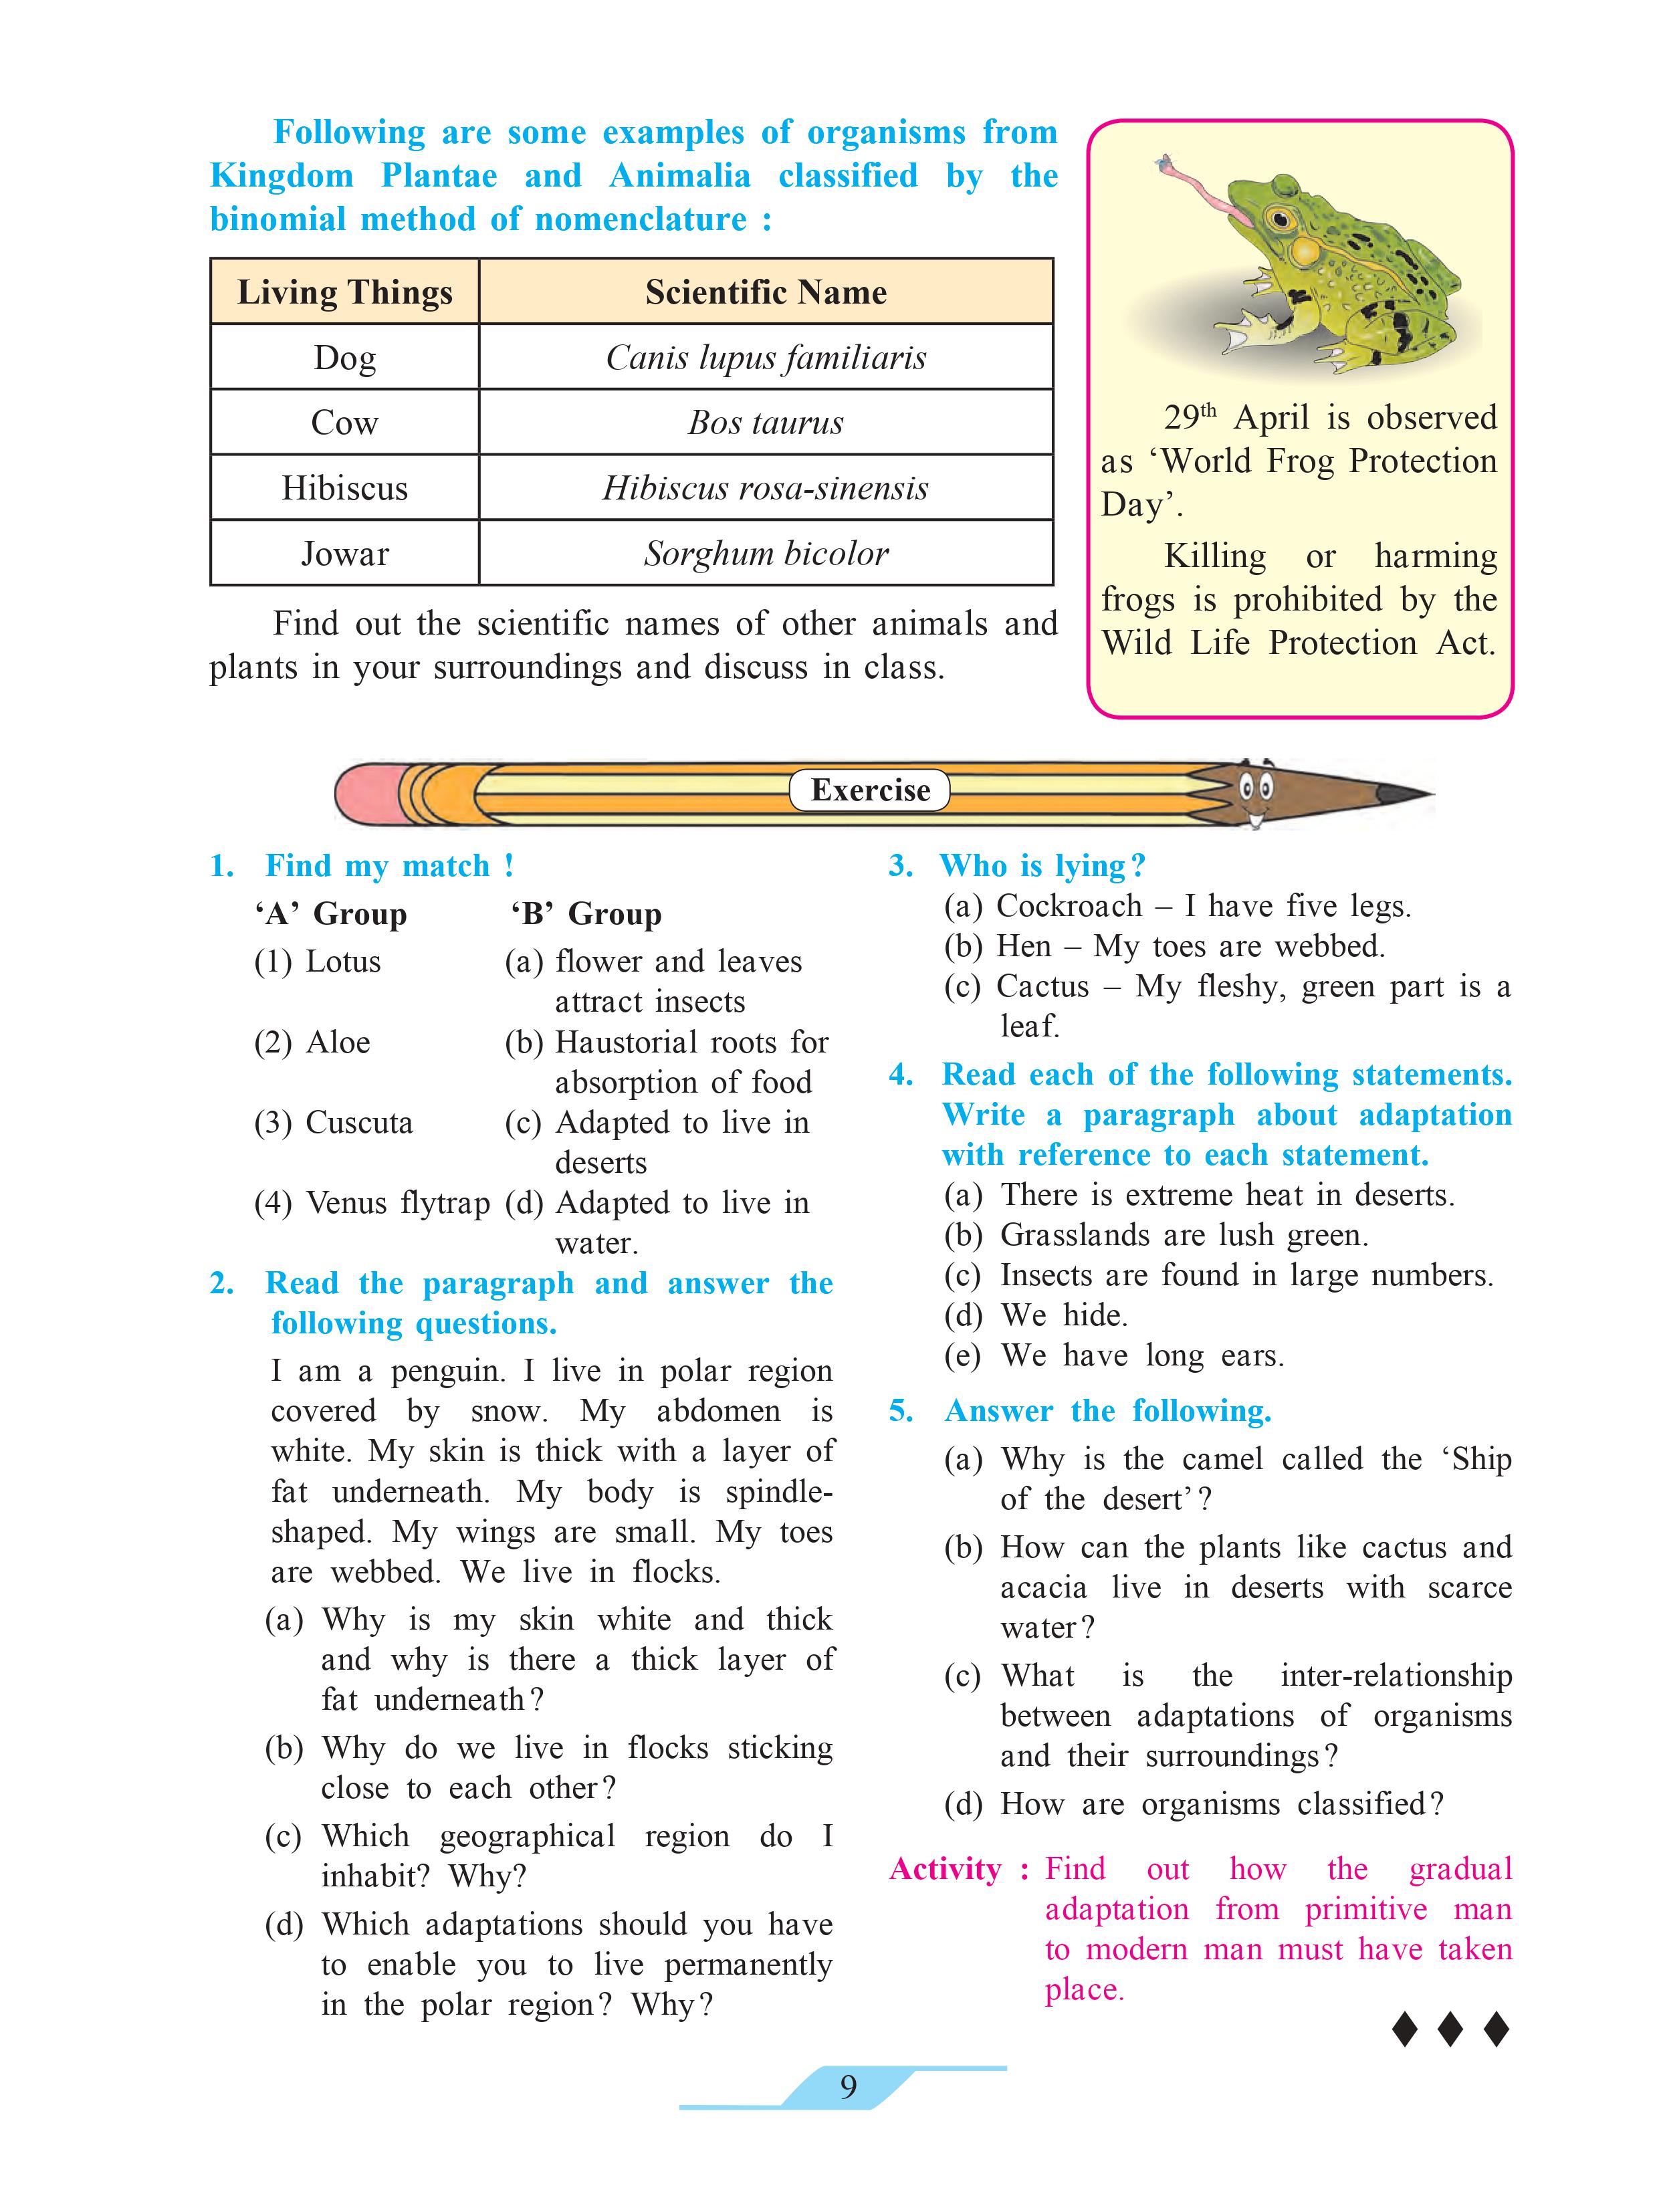 Following are some examples of organisms from
Kingdom Plantae and Animalia classified by the
binomial method of nomenclature :
Living Things Scientific Name
Dog Canis lupus familiaris
Cow Bos taurus
Hibiscus Hibiscus rosa-sinensis
Jowar Sorghum bicolor
Find out the scientific names of other animals and
plants in your surroundings and discuss in class.
29th April is observed
as ‘World Frog Protection
Day’.
Killing or harming
frogs is prohibited by the
Wild Life Protection Act.
Exercise
1. Find my match !
‘A’ Group ‘B’ Group
(1) Lotus (a) flower and leaves
attract insects
(2) Aloe (b) Haustorial roots for
absorption of food
(3) Cuscuta (c) Adapted to live in
deserts
(4) Venus flytrap (d) Adapted to live in
water.
2. Read the paragraph and answer the
following questions.
I am a penguin. I live in polar region
covered by snow. My abdomen is
white. My skin is thick with a layer of
fat underneath. My body is spindle-
shaped. My wings are small. My toes
are webbed. We live in flocks.
(a) Why is my skin white and thick
and why is there a thick layer of
fat underneath?
(b) Why do we live in flocks sticking
close to each other?
(c) Which geographical region do I
inhabit? Why?
(d) Which adaptations should you have
to enable you to live permanently
in the polar region? Why?
3. Who is lying?
(a) Cockroach – I have five legs.
(b) Hen – My toes are webbed.
(c) Cactus – My fleshy, green part is a
leaf.
4. Read each of the following statements.
Write a paragraph about adaptation
with reference to each statement.
(a) There is extreme heat in deserts.
(b) Grasslands are lush green.
(c) Insects are found in large numbers.
(d) We hide.
(e) We have long ears.
5. Answer the following.
(a) Why is the camel called the ‘Ship
of the desert’?
(b) How can the plants like cactus and
acacia live in deserts with scarce
water?
(c) What is the inter-relationship
between adaptations of organisms
and their surroundings?
(d) How are organisms classified?
Activity : Find out how the gradual
adaptation from primitive man
to modern man must have taken
place.
9